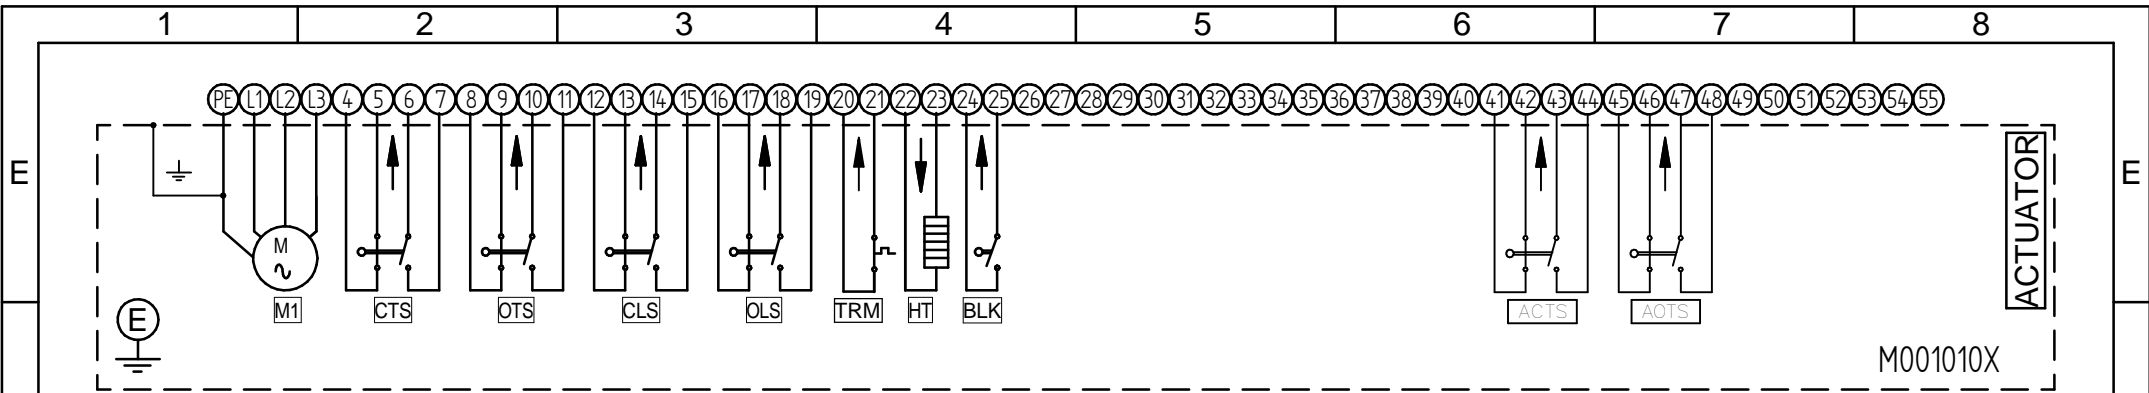 1 2 3 4 5 6 7 8
PE L1 L2 L3 4 5 6 7 8 9 10 11 12 13 14 15 16 17 18 19 20 21 22 23 24 25 26 27 28 29 30 31 32 33 34 35 36 37 38 39 40 41 42 43 44 45 46 47 48 49 50 51 52 53 54 55
E E
ACTUATOR
M
M1 CTS OTS CLS OLS TRM HT BLK ACTS AOTS
E
M001010X